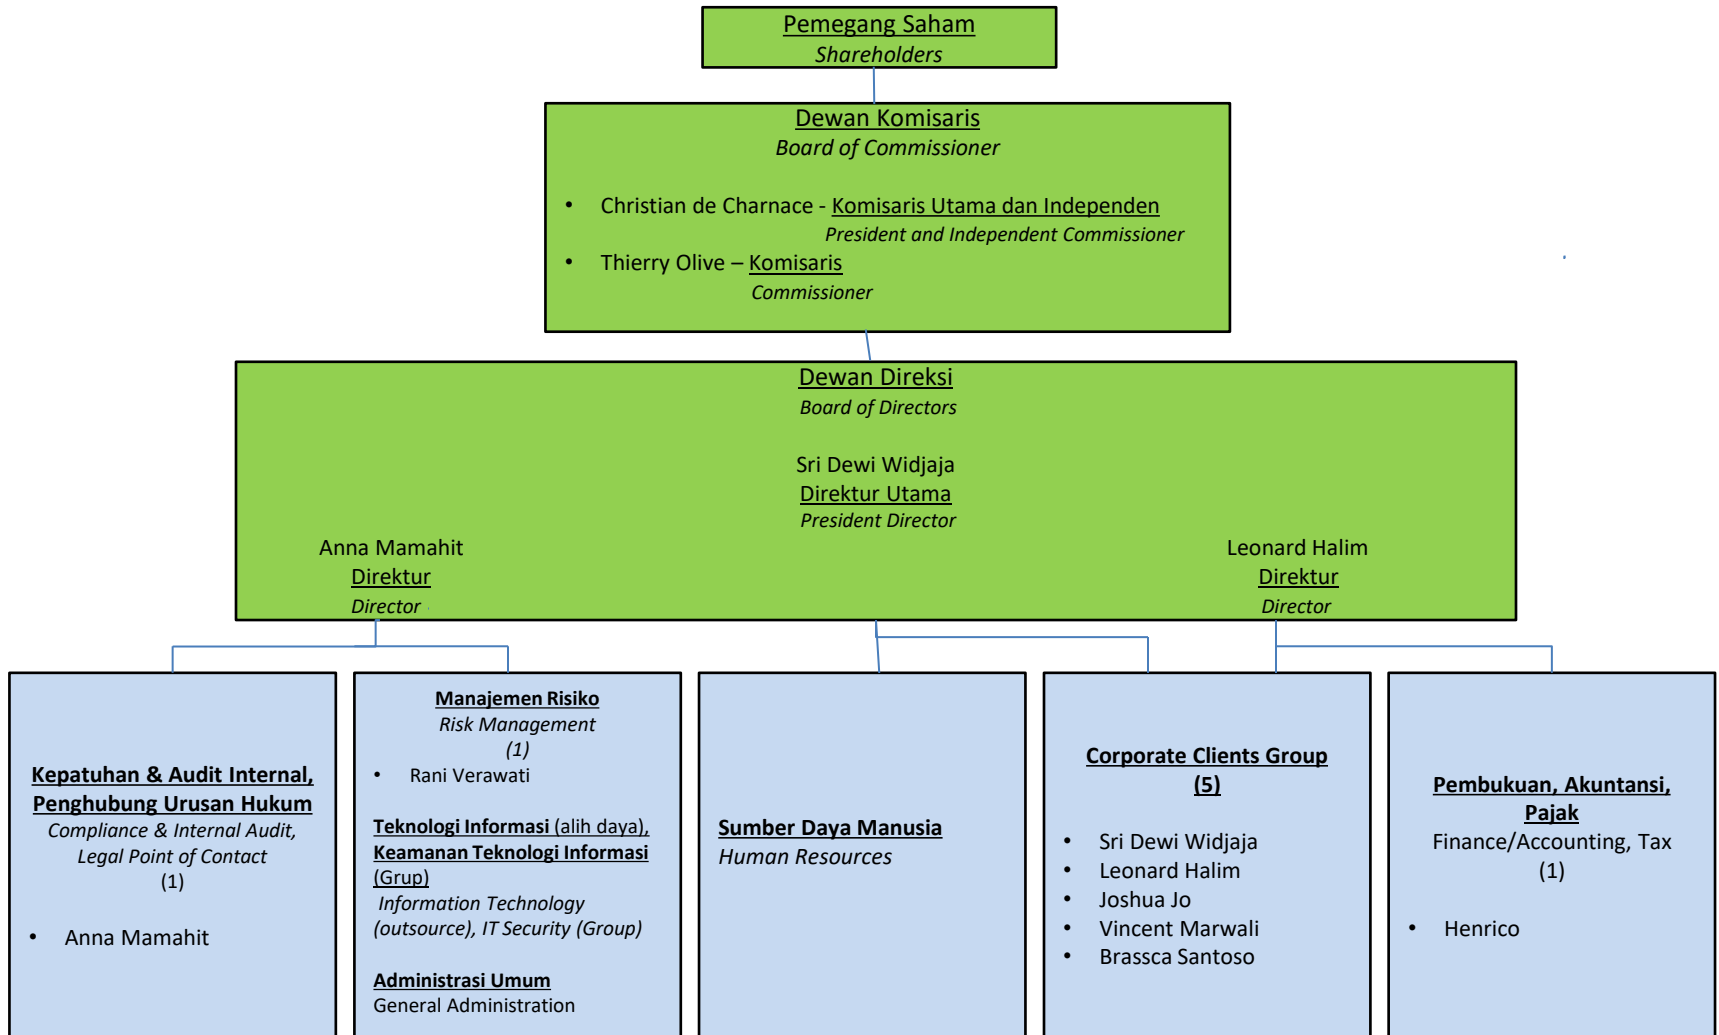 Pemegang Saham
Shareholders
Dewan Komisaris
Board of Commissioner
• Christian de Charnace - Komisaris Utama dan Independen
President and Independent Commissioner
• Thierry Olive – Komisaris
Commissioner
Dewan Direksi
Board of Directors
Sri Dewi Widjaja
Direktur Utama
President Director
Anna Mamahit
Direktur
Director
Leonard Halim
Direktur
Director
Kepatuhan & Audit Internal,
Penghubung Urusan Hukum
Compliance & Internal Audit,
Legal Point of Contact
(1)
• Anna Mamahit
Manajemen Risiko
Risk Management
(1)
• Rani Verawati
Teknologi Informasi (alih daya),
Keamanan Teknologi Informasi
(Grup)
Information Technology
(outsource), IT Security (Group)
Administrasi Umum
General Administration
Sumber Daya Manusia
Human Resources
Corporate Clients Group
(5)
• Sri Dewi Widjaja
• Leonard Halim
• Joshua Jo
• Vincent Marwali
• Brassca Santoso
Pembukuan, Akuntansi,
Pajak
Finance/Accounting, Tax
(1)
• Henrico